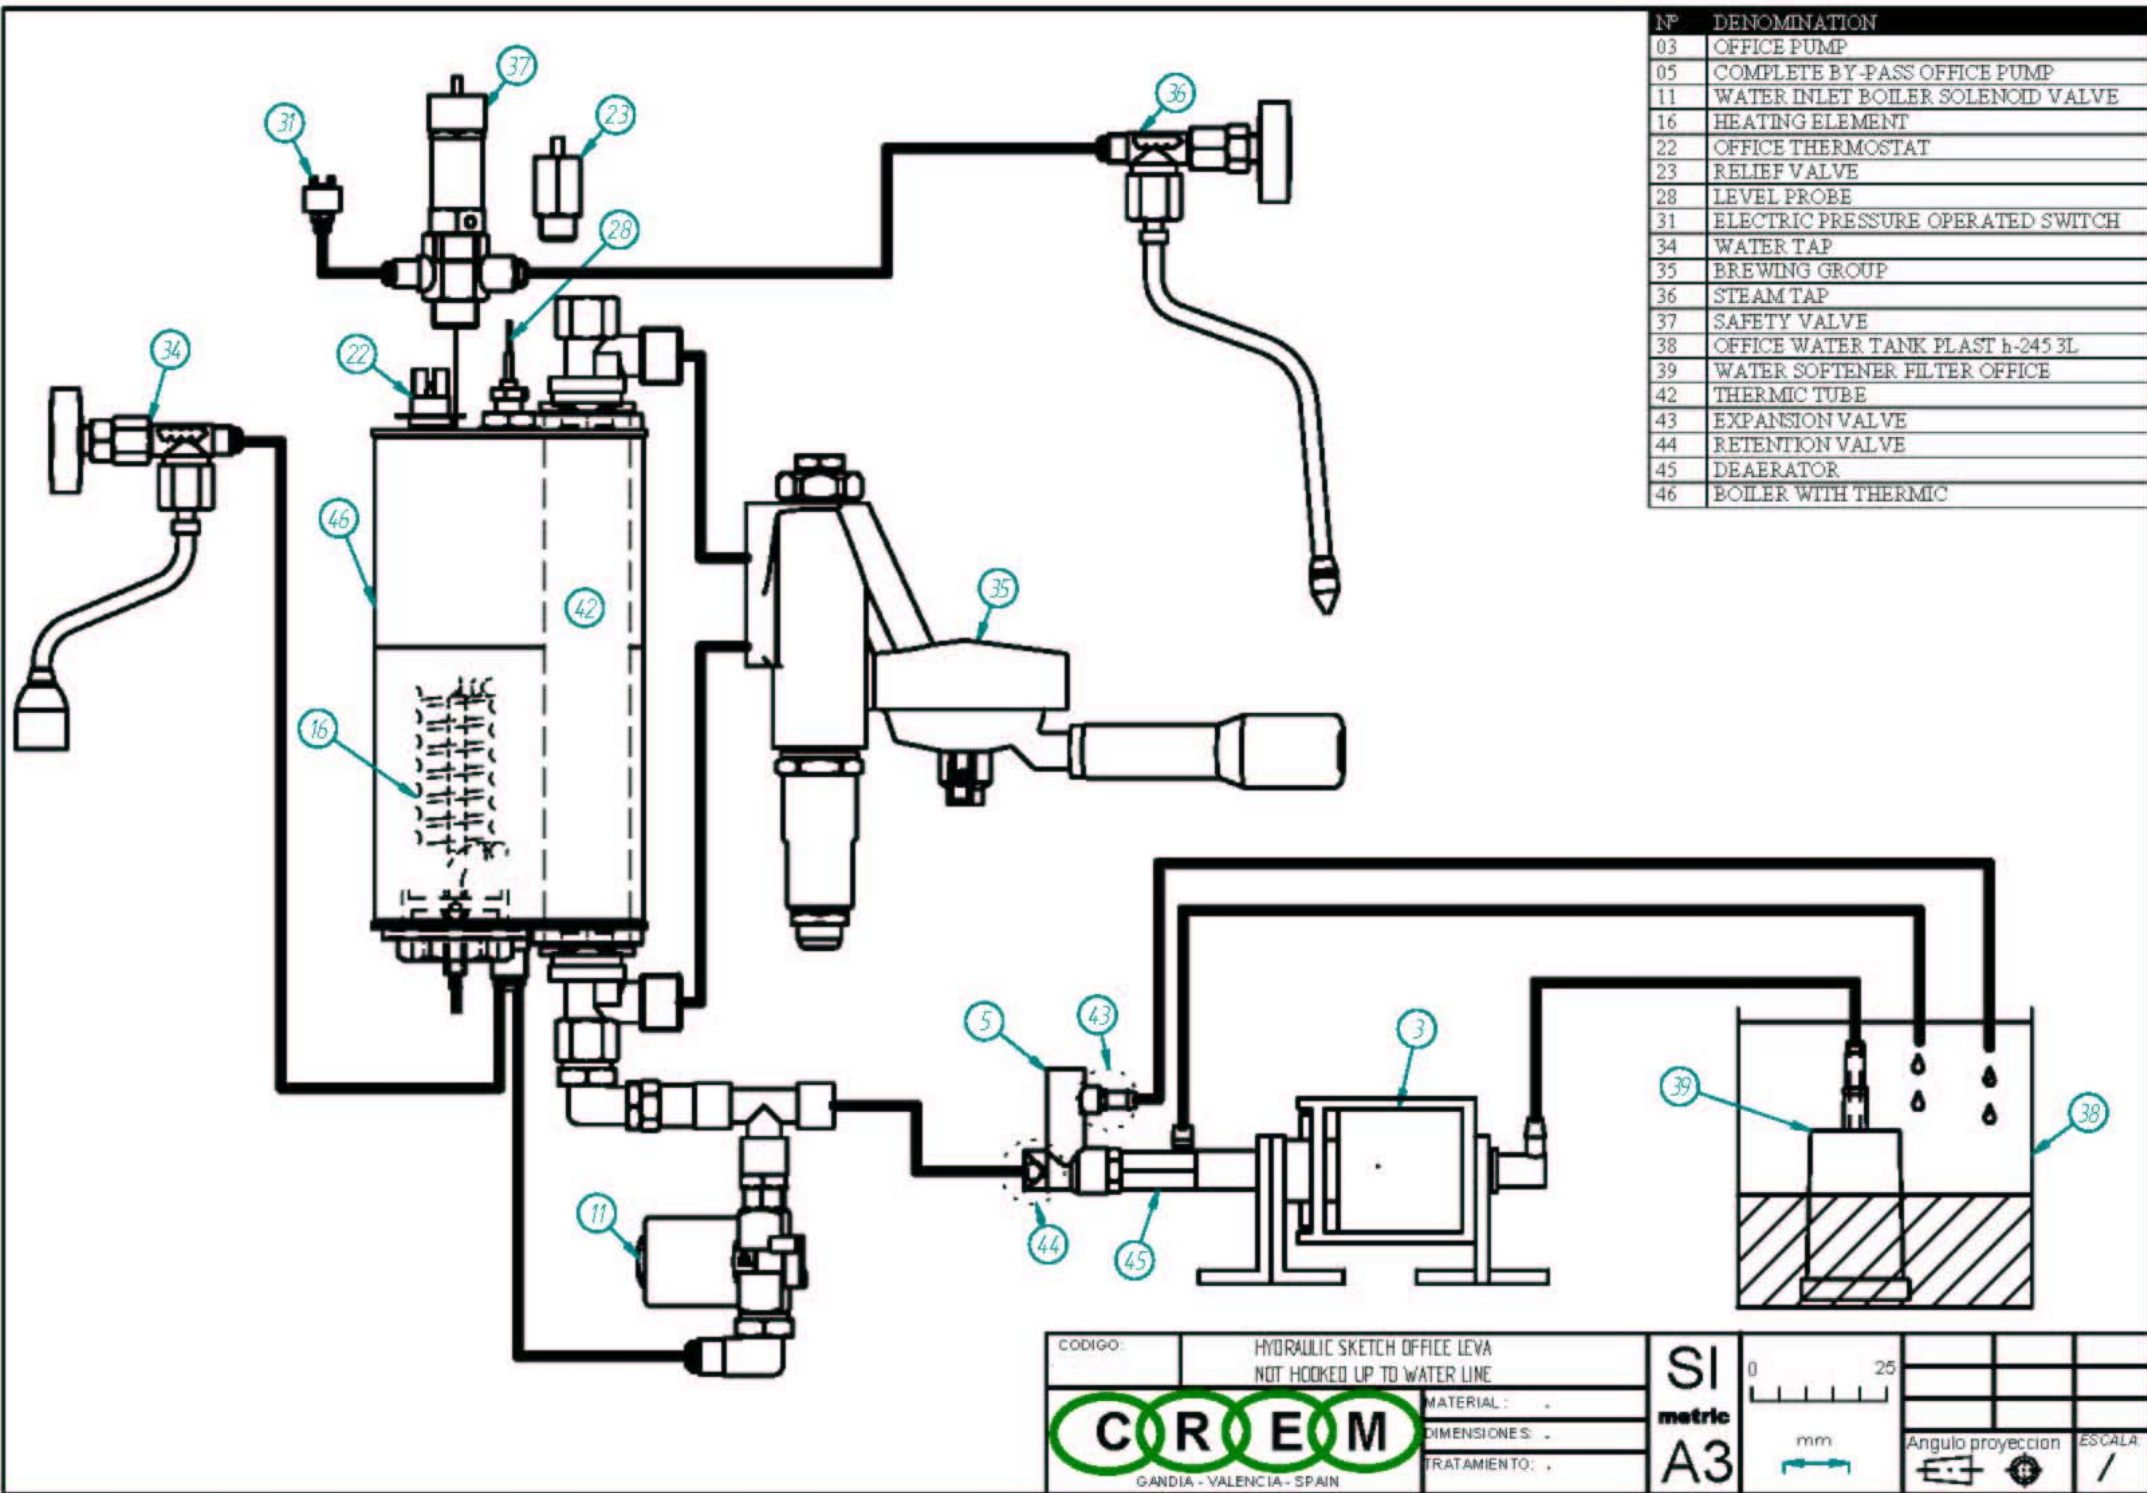 Nº DENOMINATION
03 OFFICE PUMP
05 COMPLETE BY-PASS OFFICE PUMP
11 WATER INLET BOILER SOLENOID VALVE
16 HEATING ELEMENT
22 OFFICE THERMOSTAT
23 RELIEF VALVE
28 LEVEL PROBE
31 ELECTRIC PRESSURE OPERATED SWITCH
34 WATER TAP
35 BREWING GROUP
36 STEAM TAP
37 SAFETY VALVE
38 OFFICE WATER TANK PLAST h-245 3L
39 WATER SOFTENER FILTER OFFICE
42 THERMIC TUBE
43 EXPANSION VALVE
44 RETENTION VALVE
45 DEAERATOR
46 BOILER WITH THERMIC
37
31
23
36
28
34
22
46
42
35
16
5
43
3
39
38
11
44
45
CODIGO:
HYDRAULIC SKETCH OFFICE LEVA
NOT HOOKED UP TO WATER LINE
CREM
GANDIA - VALENCIA - SPAIN
MATERIAL: .
DIMENSIONES: .
TRATAMIENTO: .
SI
metric
A3
0 25
mm
Angulo proyeccion
ESCALA:
/